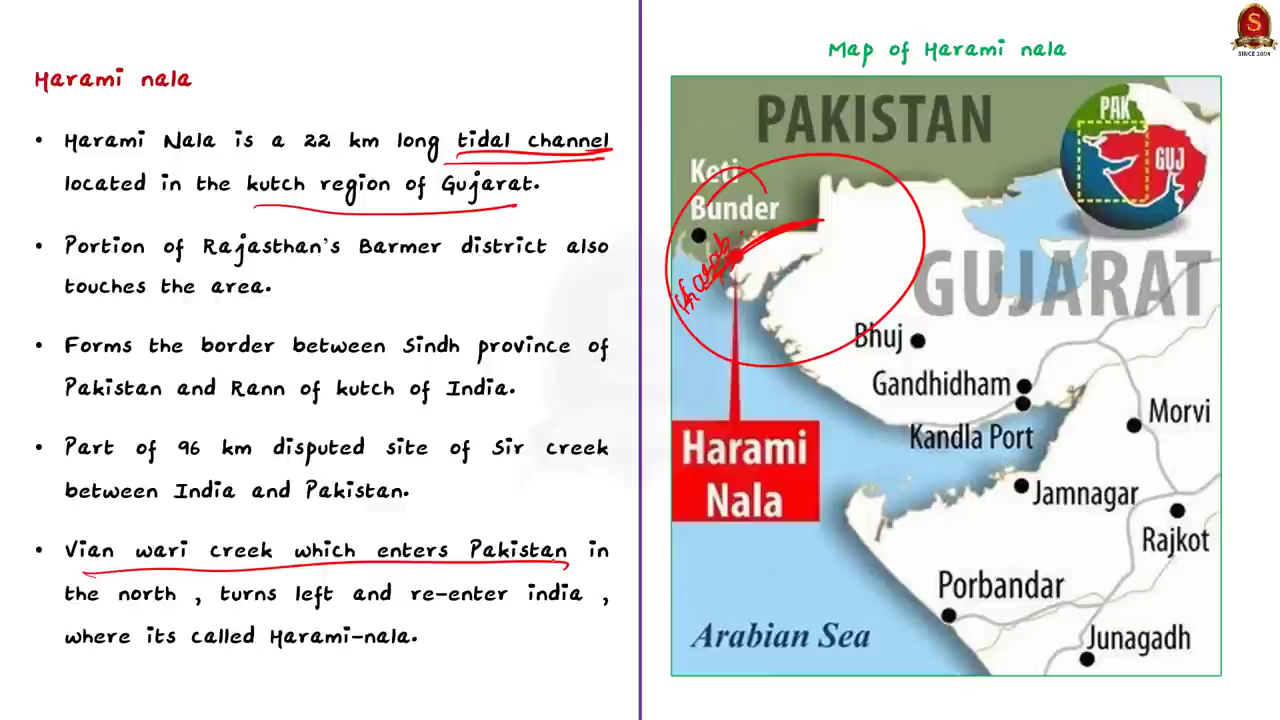 Harami nala
• Harami Nala is a 22 km long tidal channel
located in the kutch region of Gujarat.
• Portion of Rajasthan's Barmer district also
touches the area.
• Forms the border between Sindh province of
Pakistan and Rann of kutch of India.
• Part of 96 km disputed site of Sir creek
between India and Pakistan.
• Vian wari creek which enters Pakistan in
the north , turns left and re-enter india ,
where its called Harami-nala.
Map of Harami nala
S
SINCE 2004
PAKISTAN
PAK
GUJ
Keti
Bunder
GUJARAT
Bhuj
Gandhidham
Kandla Port
Morvi
Harami
Nala
Jamnagar
Rajkot
Porbandar
Arabian Sea
Junagadh